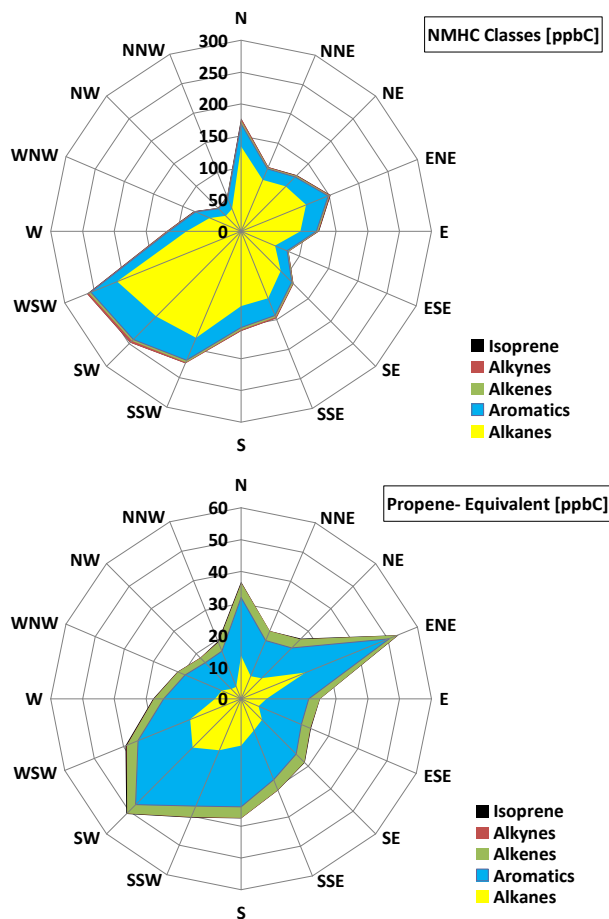 N
NNW
NNE
NMHC Classes [ppbC]
300
250
200
150
100
50
0
NW
NE
WNW
ENE
W
E
WSW
ESE
SW
SE
SSW
SSE
S
Isoprene
Alkynes
Alkenes
Aromatics
Alkanes
N
NNW
NNE
Propene- Equivalent [ppbC]
60
50
40
30
20
10
0
NW
NE
WNW
ENE
W
E
WSW
ESE
SW
SE
SSW
SSE
S
Isoprene
Alkynes
Alkenes
Aromatics
Alkanes